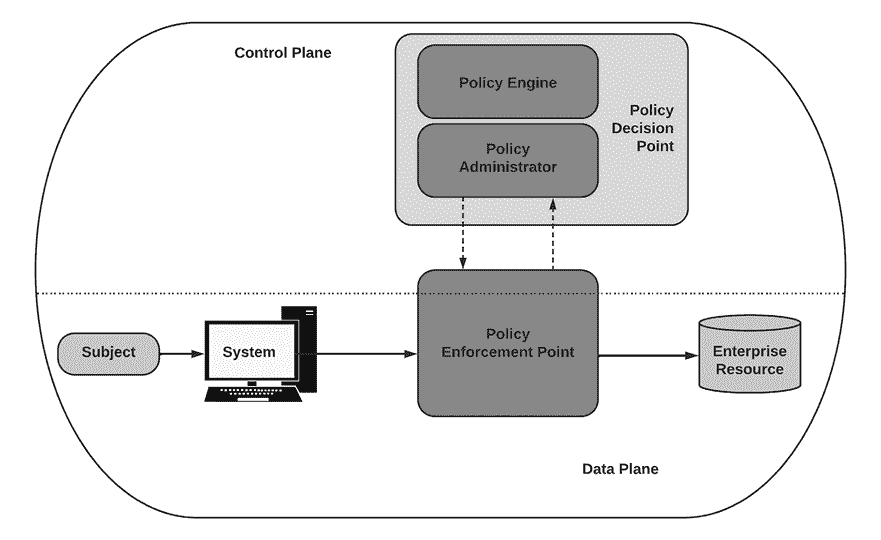 Control Plane
Policy Engine
Policy
Decision
Point
Policy
Administrator
Subject
System
Policy
Enforcement Point
Enterprise
Resource
Data Plane